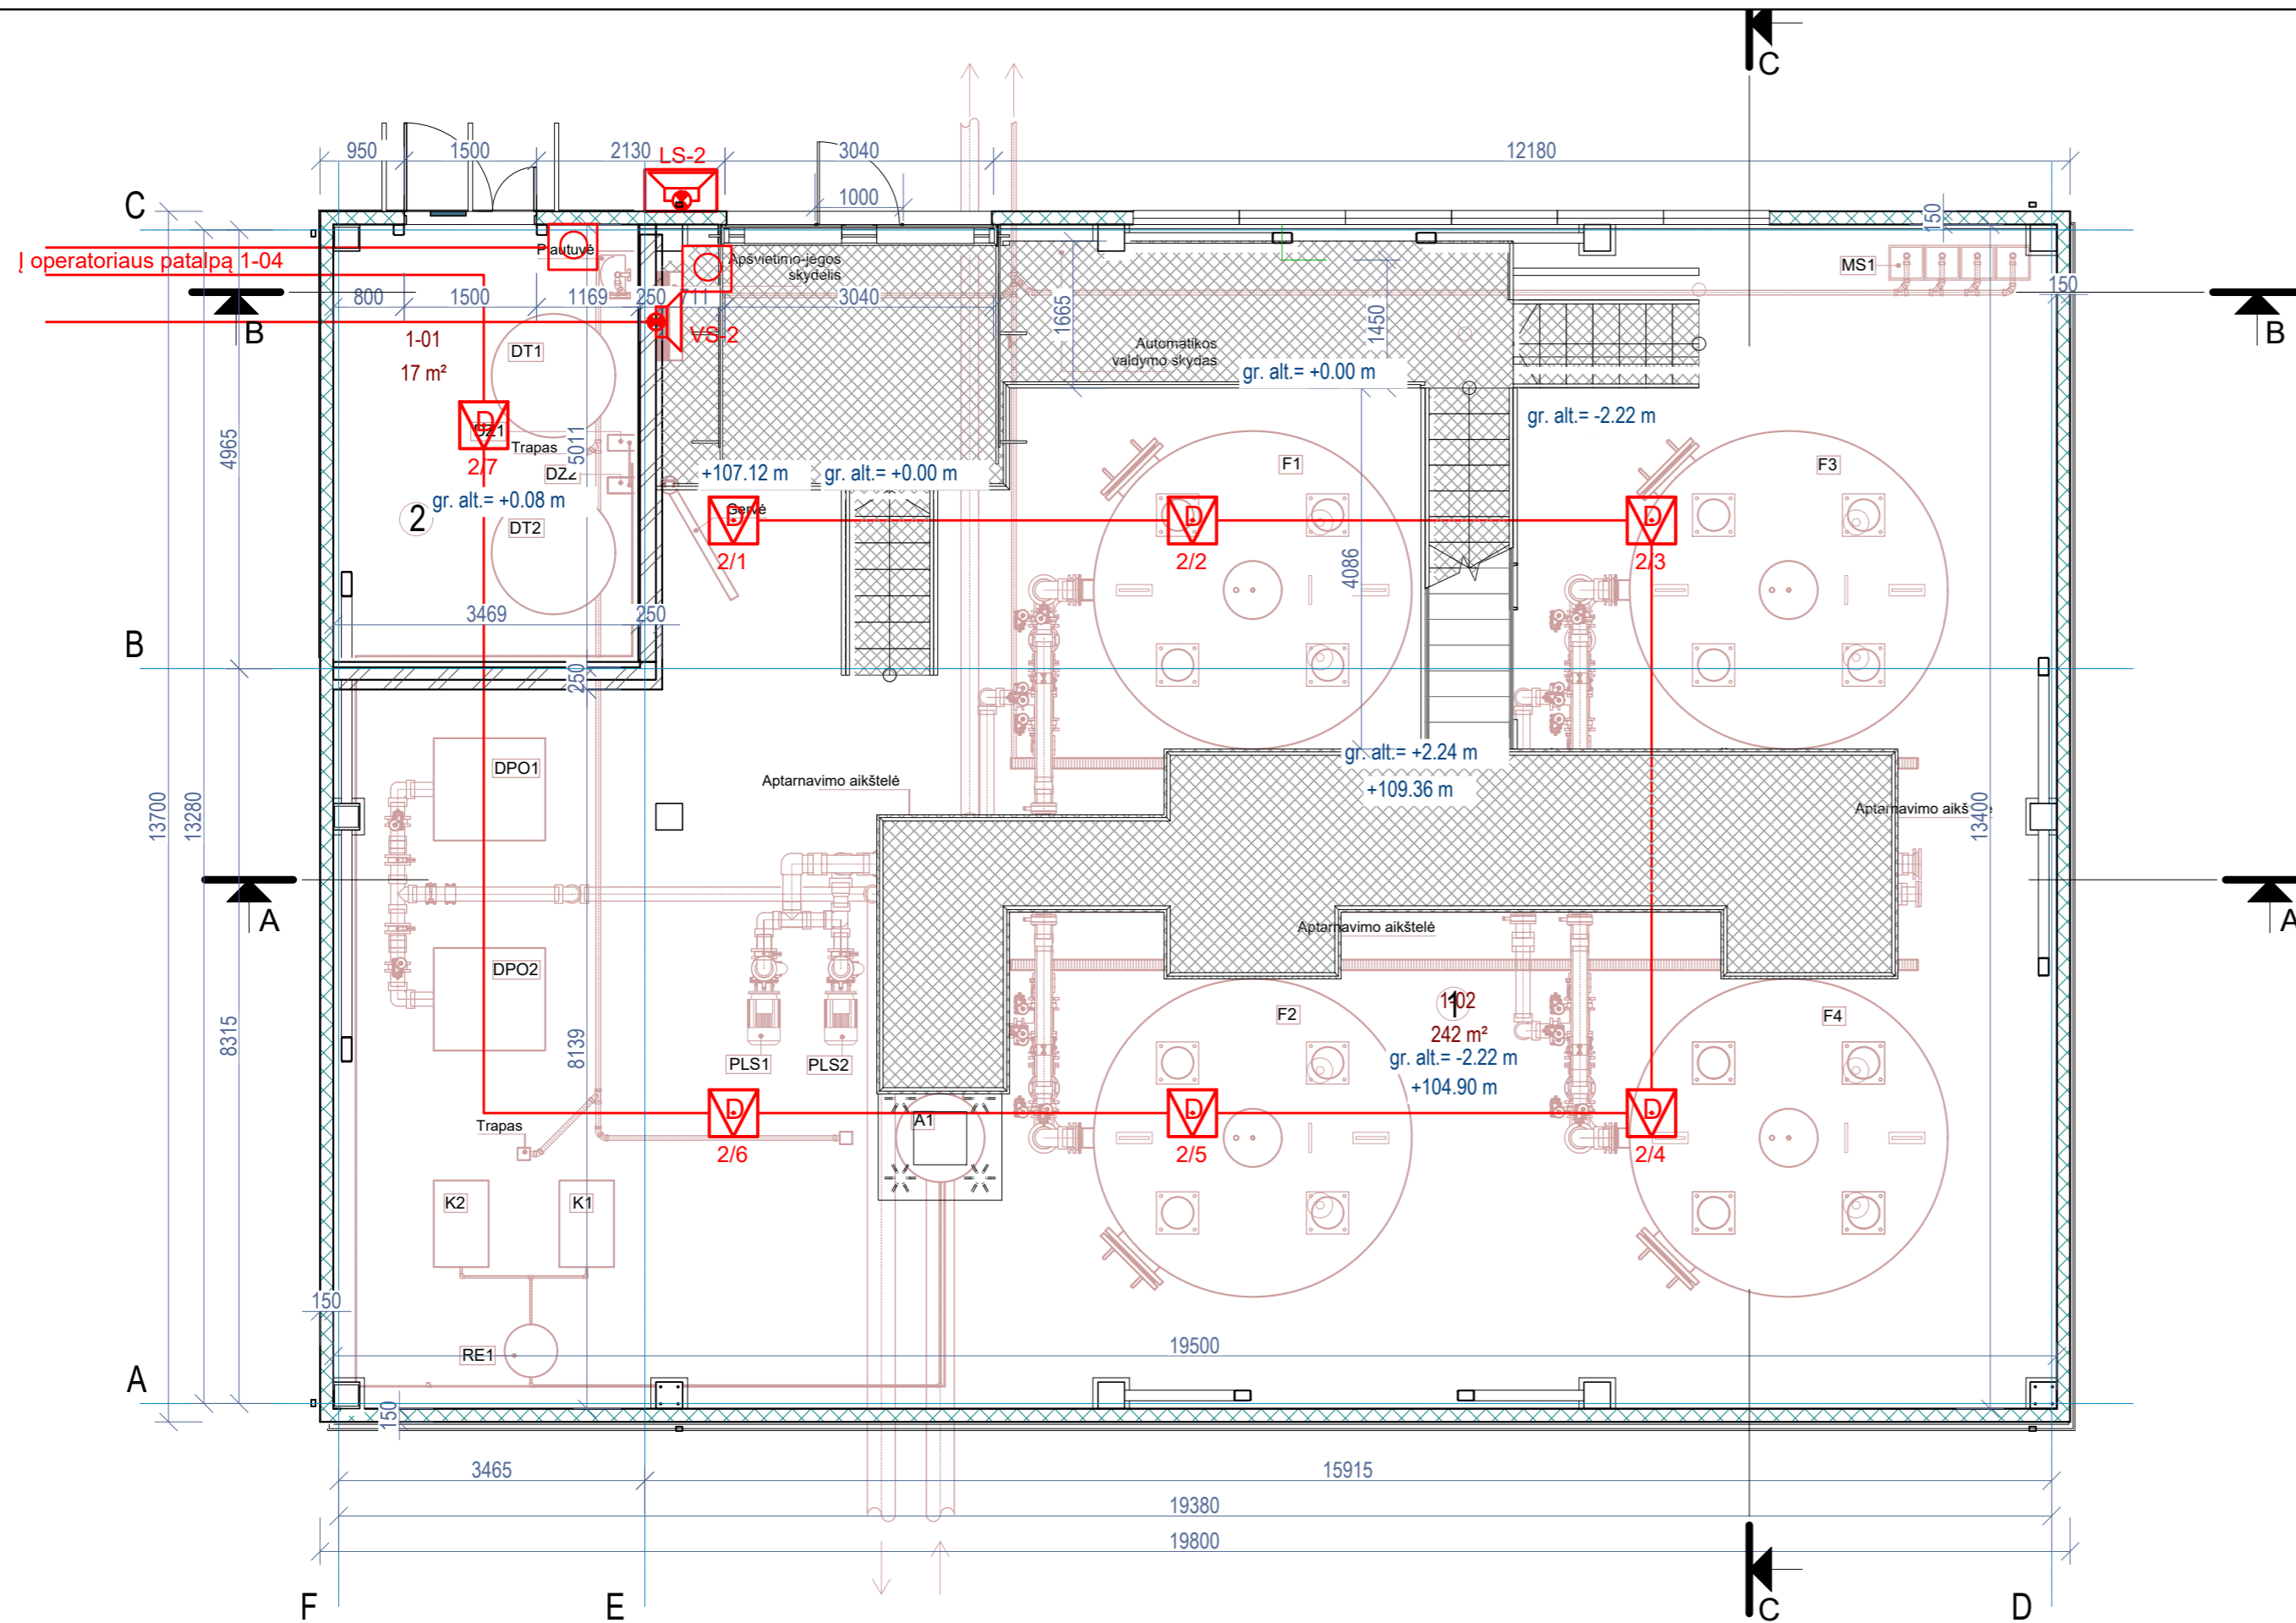 C
950
1500
2130
LS-2
3040
12180
1000
C
150
Į operatoriaus patalpą 1-04
Plautuvė
Apšvietimo-jėgos
skydelis
MS1
800
1500
1169
250
711
3040
1665
1450
150
B
B
1-01
17 m²
DT1
VS-2
Automatikos
valdymo skydas
gr. alt.= +0.00 m
gr. alt.= -2.22 m
4965
D
DZ1
Trapas
5011
2/7
DZ2
+107.12 m
gr. alt.= +0.00 m
F1
F3
gr. alt.= +0.08 m
2
DT2
Gervė
D
D
D
2/1
2/2
2/3
4086
3469
250
B
250
gr. alt.= +2.24 m
+109.36 m
DPO1
Aptarnavimo aikštelė
13700
13280
13400
A
A
Aptarnavimo aikštelė
DPO2
8315
8139
1
1-02
242 m²
gr. alt.= -2.22 m
+104.90 m
F2
F4
PLS1
PLS2
D
D
D
A1
Trapas
2/6
2/5
2/4
K2
K1
150
RE1
19500
A
150
3465
15915
19380
19800
F
E
C
D